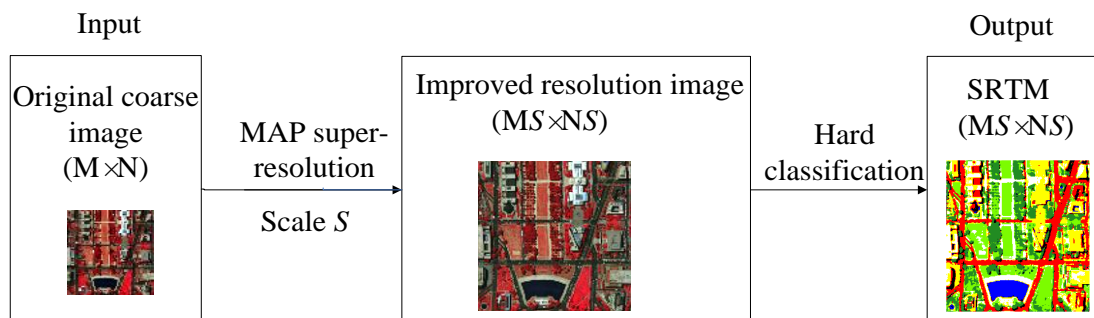 Input
Original coarse
image
(M×N)
MAP super-
resolution
Scale S
Improved resolution image
(MS×NS)
Hard
classification
Output
SRTM
(MS×NS)